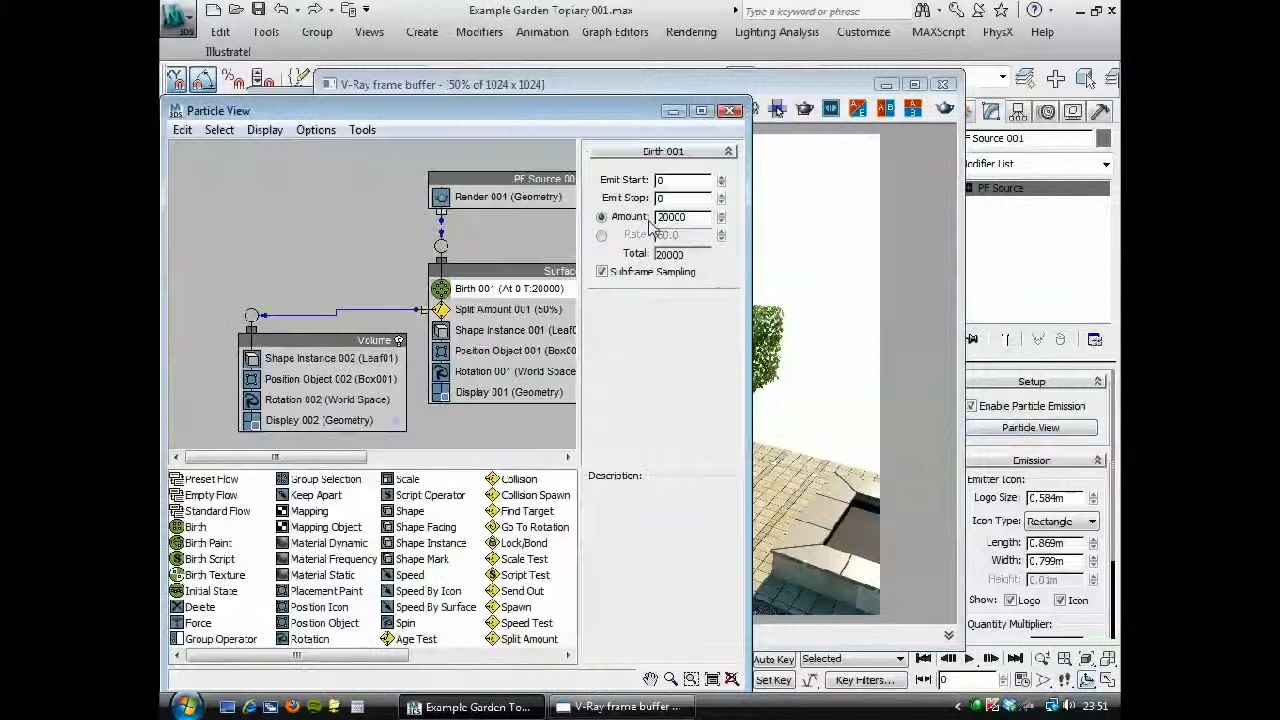 Example Garden Topiary 001.max
Type a keyword or phrase
Edit Tools Group Views Create Modifiers Animation Graph Editors Rendering Lighting Analysis Customize MAXScript PhysX Help
Illustrate!
V-Ray frame buffer - [50% of 1024 x 1024]
Particle View
Edit Select Display Options Tools
PF Source 00
Render 001 (Geometry)
Surfac
Birth 001 (At 0 T:20000)
Split Amount 001 (50%)
Shape Instance 001 (Leaf0
Position Object 001 (Box00
Rotation 001 (World Space
Display 001 (Geometry)
Volume
Shape Instance 002 (Leaf01)
Position Object 002 (Box001)
Rotation 002 (World Space)
Display 002 (Geometry)
Birth 001
Emit Start: 0
Emit Stop: 0
Amount: 20000
Rate:
Total: 20000
Subframe Sampling
Description:
Preset Flow Group Selection Scale Collision
Empty Flow Keep Apart Script Operator Collision Spawn
Standard Flow Mapping Shape Find Target
Birth Mapping Object Shape Facing Go To Rotation
Birth Paint Material Dynamic Shape Instance Lock/Bond
Birth Script Material Frequency Shape Mark Scale Test
Birth Texture Material Static Speed Script Test
Initial State Placement Paint Speed By Icon Send Out
Delete Position Icon Speed By Surface Spawn
Force Position Object Spin Speed Test
Group Operator Rotation Age Test Split Amount
F Source 001
Modifier List
PF Source
Setup
Enable Particle Emission
Particle View
Emission
Emitter Icon:
Logo Size: 0.584m
Icon Type: Rectangle
Length: 0.869m
Width: 0.799m
Height: 0.01m
Show: Logo Icon
Quantity Multiplier:
Auto Key Selected
Set Key Key Filters... 0
Example Garden To... V-Ray frame buffer ... 23:51